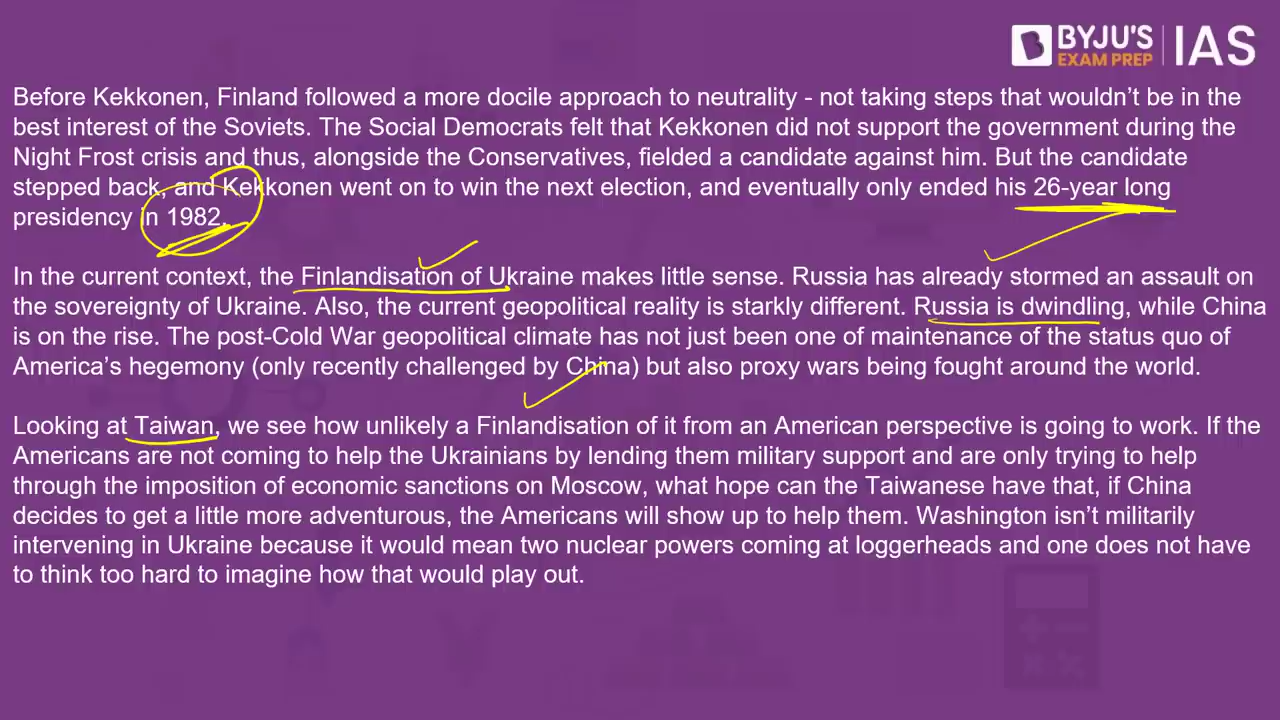 BYJU'S
EXAM PREP
IAS
Before Kekkonen, Finland followed a more docile approach to neutrality - not taking steps that wouldn't be in the
best interest of the Soviets. The Social Democrats felt that Kekkonen did not support the government during the
Night Frost crisis and thus, alongside the Conservatives, fielded a candidate against him. But the candidate
stepped back, and Kekkonen went on to win the next election, and eventually only ended his 26-year long
presidency in 1982.
In the current context, the Finlandisation of Ukraine makes little sense. Russia has already stormed an assault on
the sovereignty of Ukraine. Also, the current geopolitical reality is starkly different. Russia is dwindling, while China
is on the rise. The post-Cold War geopolitical climate has not just been one of maintenance of the status quo of
America's hegemony (only recently challenged by China) but also proxy wars being fought around the world.
Looking at Taiwan, we see how unlikely a Finlandisation of it from an American perspective is going to work. If the
Americans are not coming to help the Ukrainians by lending them military support and are only trying to help
through the imposition of economic sanctions on Moscow, what hope can the Taiwanese have that, if China
decides to get a little more adventurous, the Americans will show up to help them. Washington isn't militarily
intervening in Ukraine because it would mean two nuclear powers coming at loggerheads and one does not have
to think too hard to imagine how that would play out.